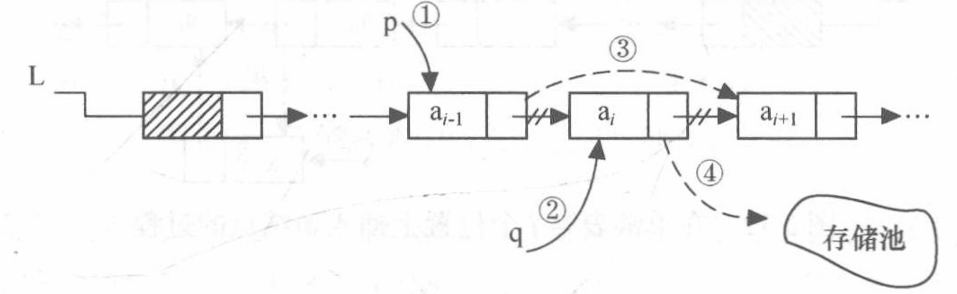 p ①
③
L
… a_{i-1} a_i a_{i+1} …
②
④
q
存储池